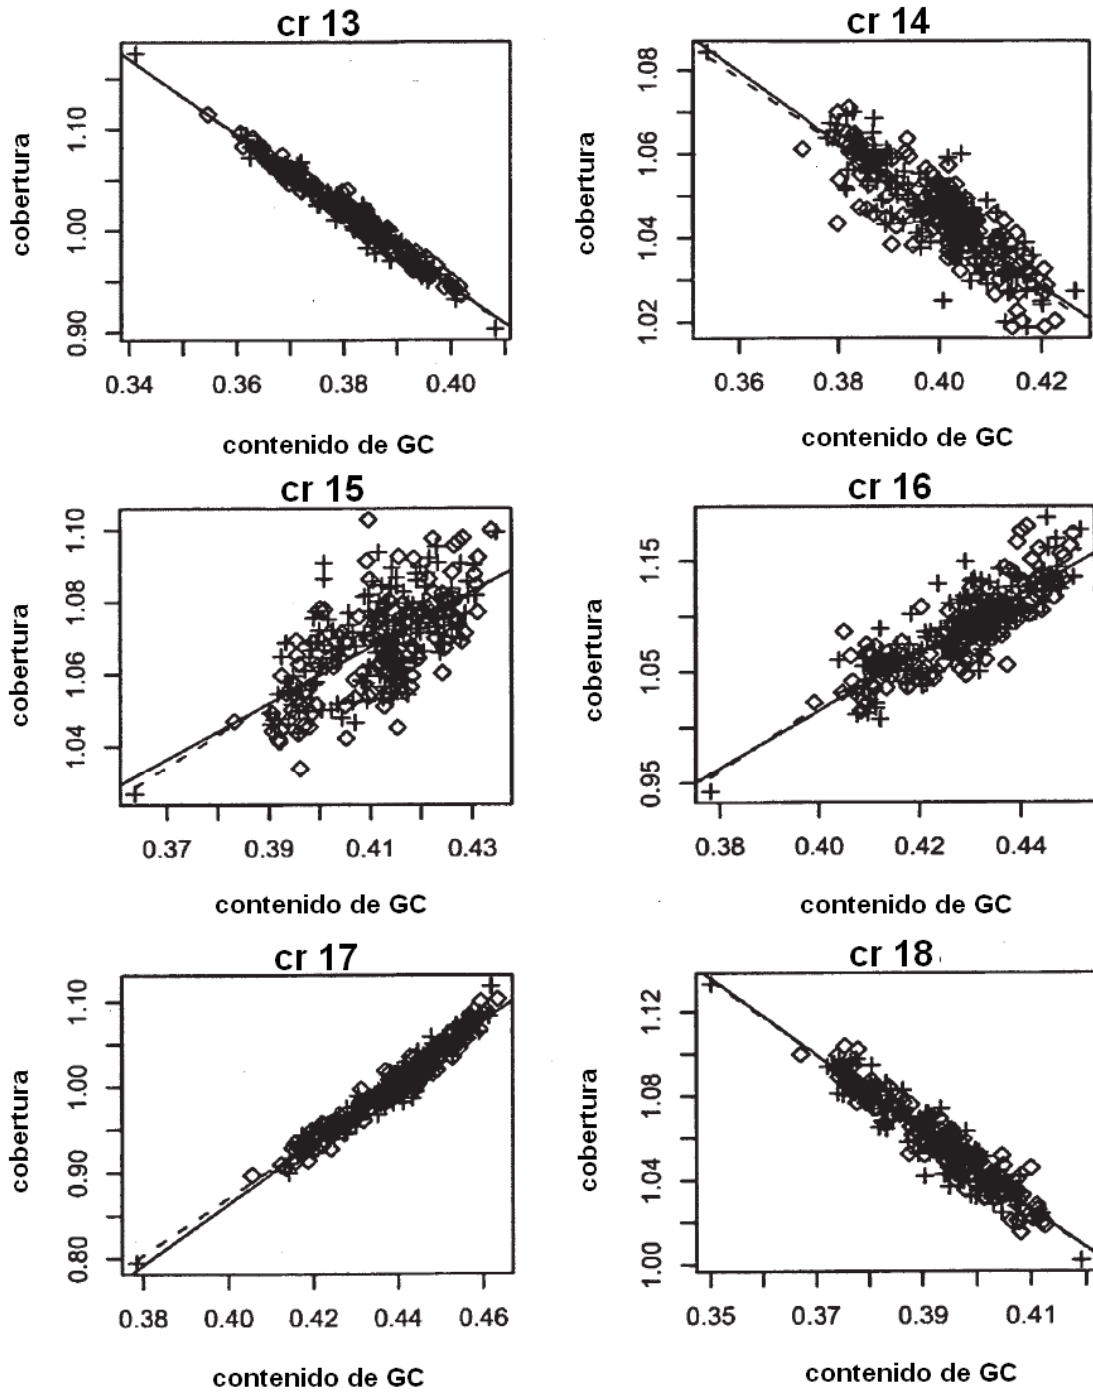 cr 13
cobertura
1.10
1.00
0.90
0.34 0.36 0.38 0.40
contenido de GC
cr 14
cobertura
1.08
1.06
1.04
1.02
0.36 0.38 0.40 0.42
contenido de GC
cr 15
cobertura
1.10
1.08
1.06
1.04
0.37 0.39 0.41 0.43
contenido de GC
cr 16
cobertura
1.15
1.05
0.95
0.38 0.40 0.42 0.44
contenido de GC
cr 17
cobertura
1.10
1.00
0.90
0.80
0.38 0.40 0.42 0.44 0.46
contenido de GC
cr 18
cobertura
1.12
1.08
1.04
1.00
0.35 0.37 0.39 0.41
contenido de GC